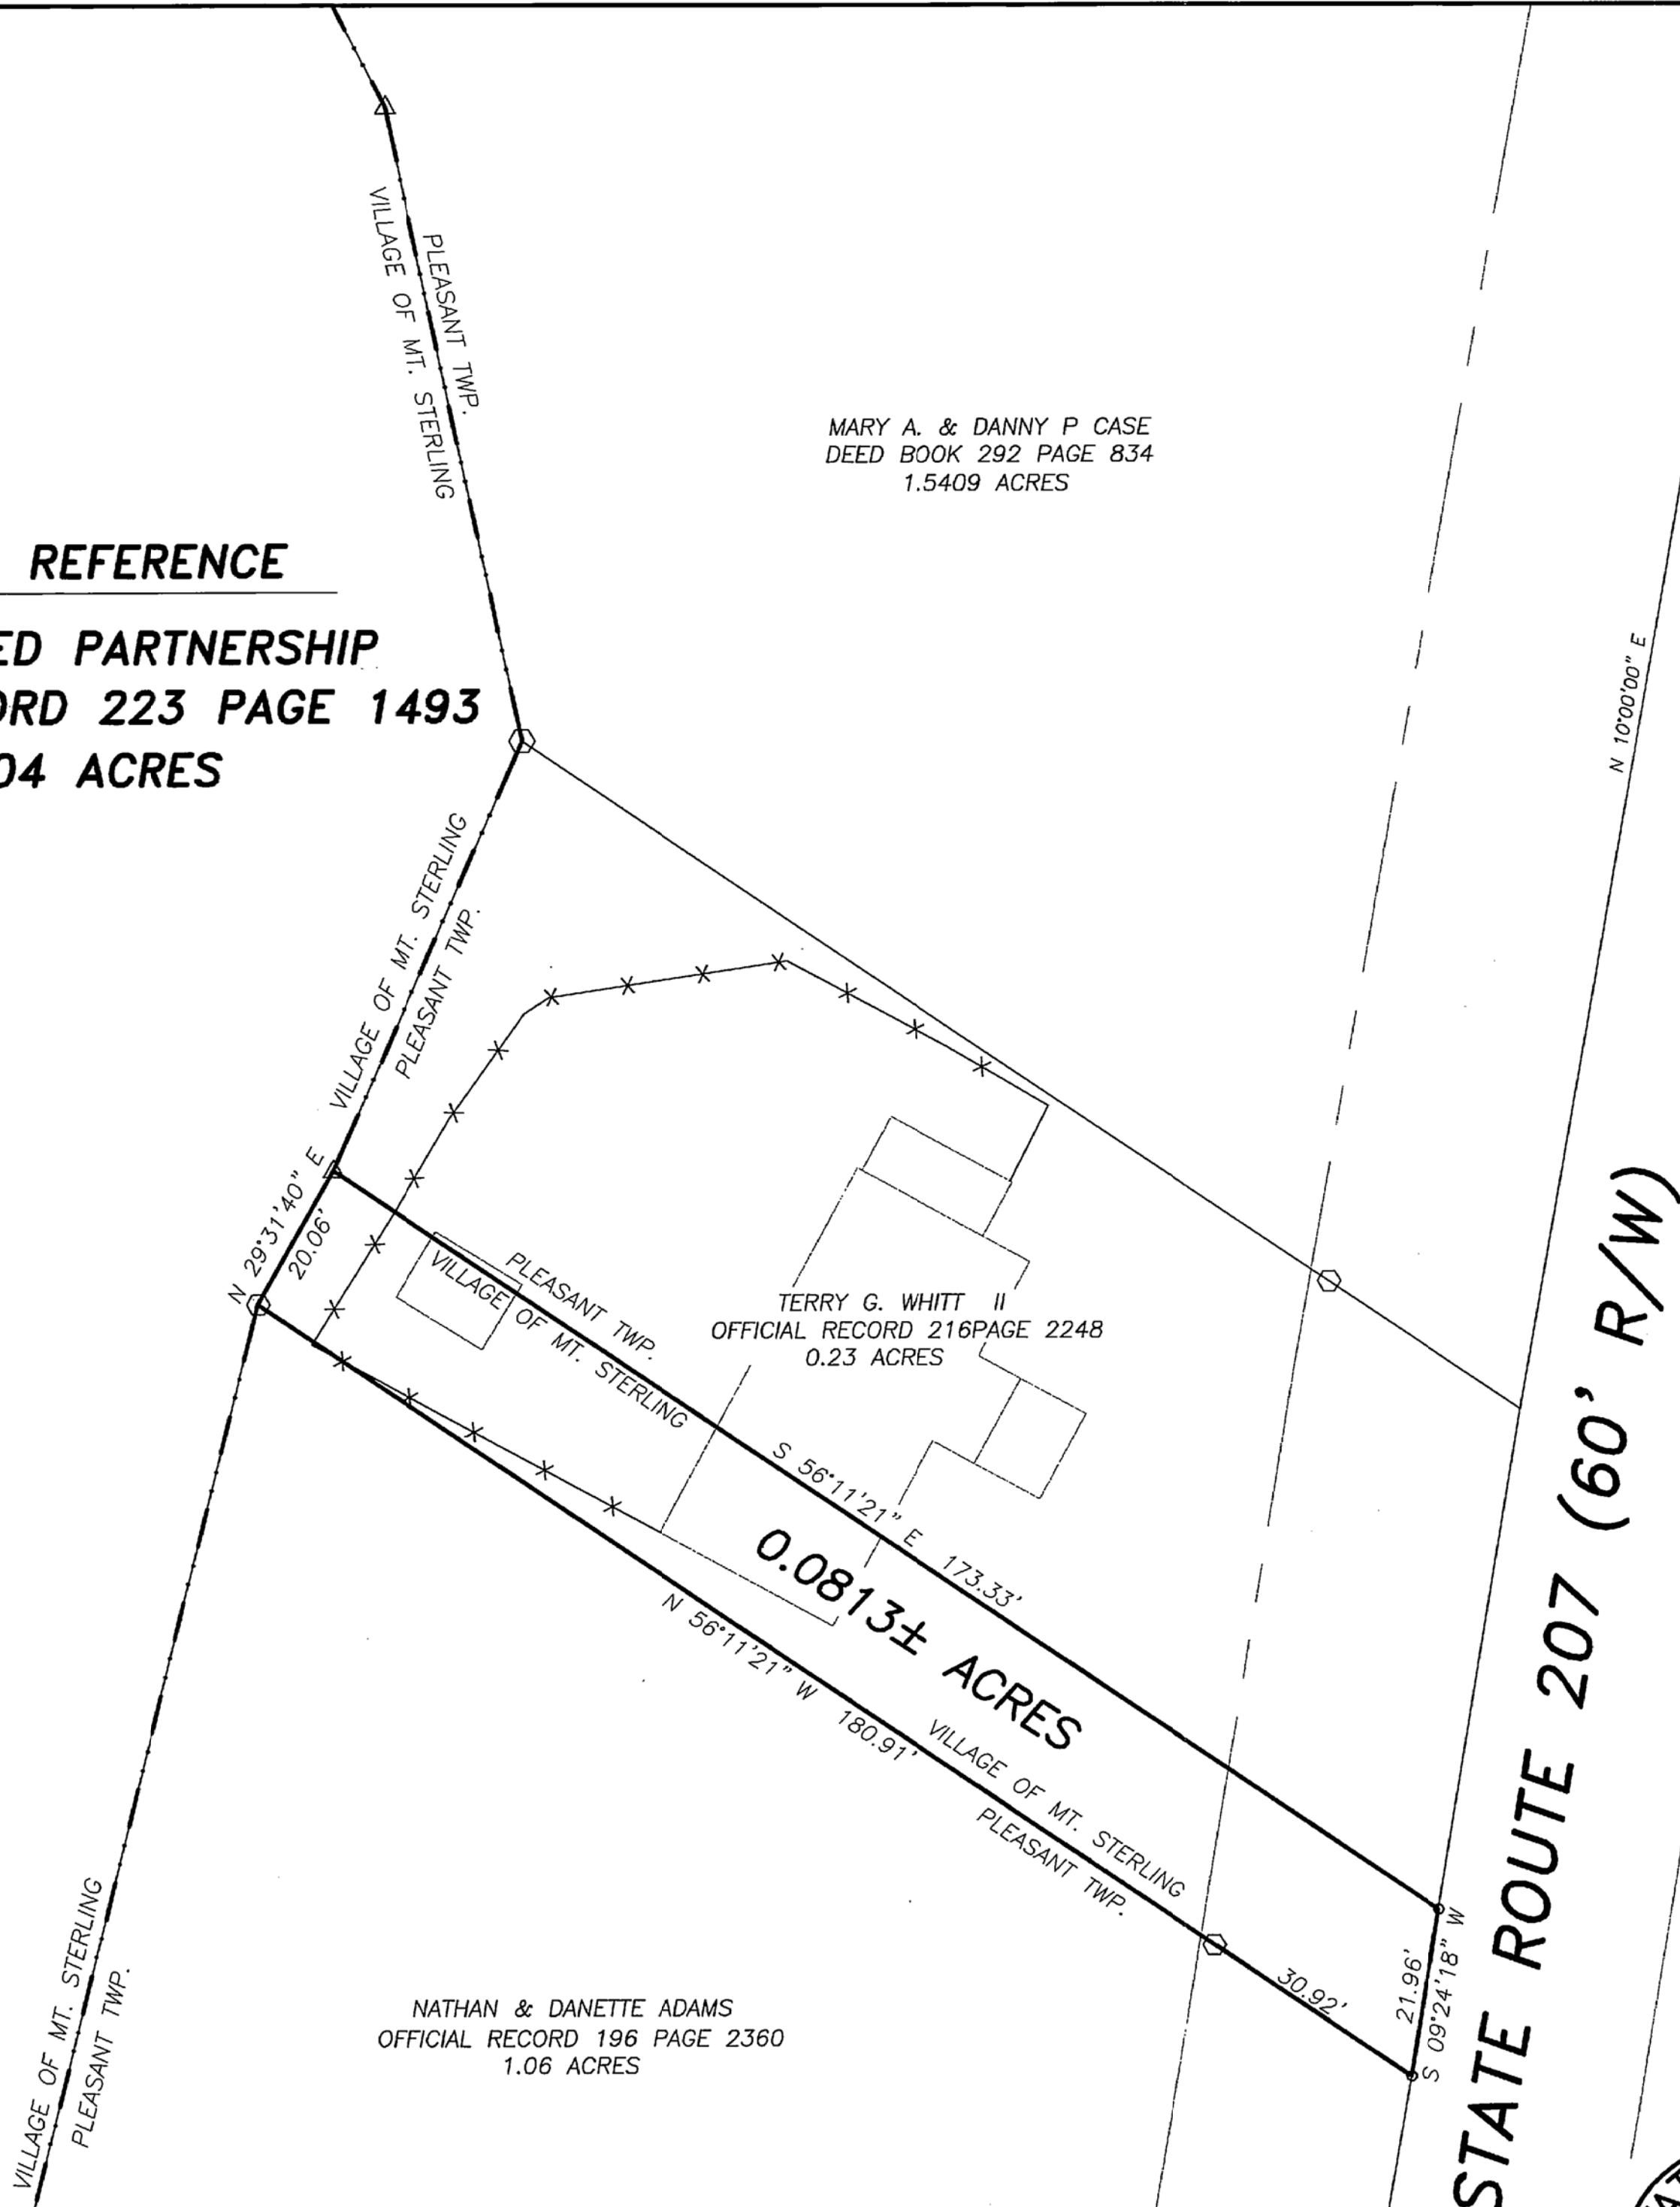 VILLAGE OF MT. STERLING
PLEASANT TWP.
MARY A. & DANNY P CASE
DEED BOOK 292 PAGE 834
1.5409 ACRES
REFERENCE
ED PARTNERSHIP
ORD 223 PAGE 1493
04 ACRES
N 10°00'00" E
VILLAGE OF MT. STERLING
PLEASANT TWP.
N 29°31'40" E
20.06'
PLEASANT TWP.
VILLAGE OF MT. STERLING
TERRY G. WHITT II
OFFICIAL RECORD 216PAGE 2248
0.23 ACRES
S 56°11'21" E 173.33'
0.0813± ACRES
N 56°11'21" W 180.91'
VILLAGE OF MT. STERLING
PLEASANT TWP.
30.92'
21.96'
S 09°24'18" W
STATE ROUTE 207 (60' R/W)
NATHAN & DANETTE ADAMS
OFFICIAL RECORD 196 PAGE 2360
1.06 ACRES
VILLAGE OF MT. STERLING
PLEASANT TWP.